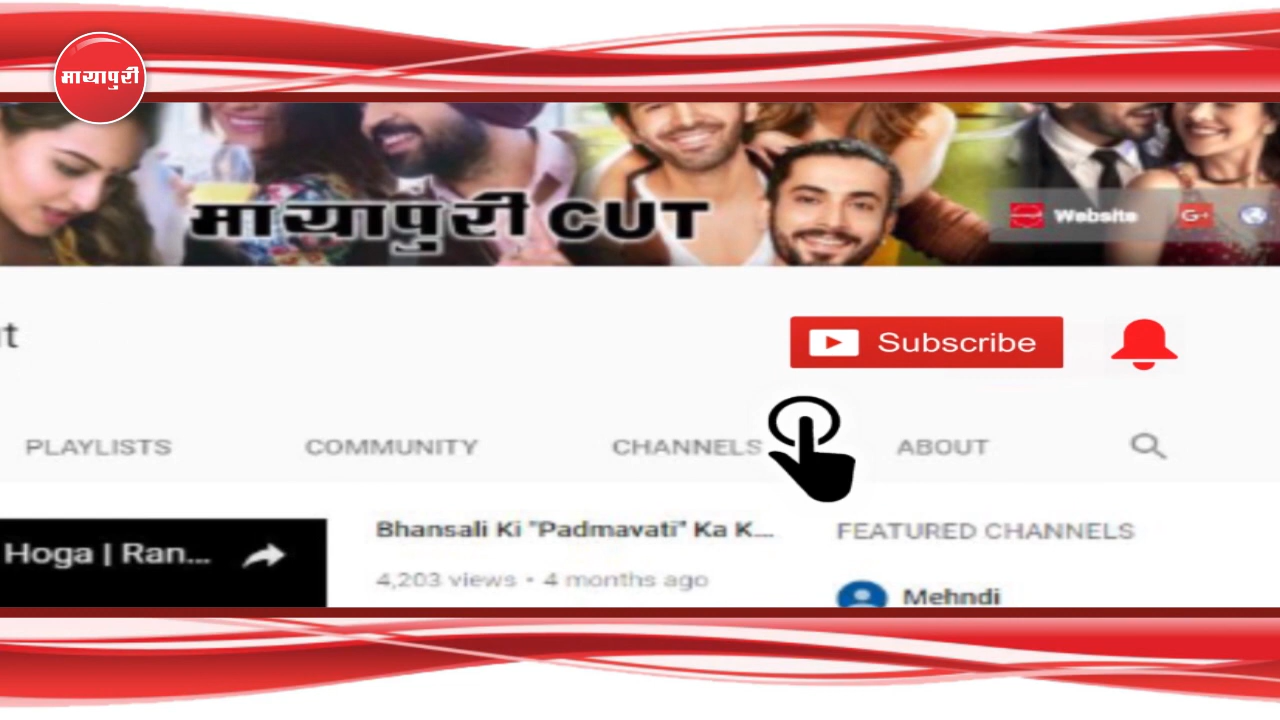 मायापुरी
मायापुरी CUT
Website
G+
t
Subscribe
PLAYLISTS COMMUNITY CHANNELS ABOUT
Hoga | Ran...
Bhansali Ki "Padmavati" Ka K...
4,203 views • 4 months ago
FEATURED CHANNELS
Mehndi